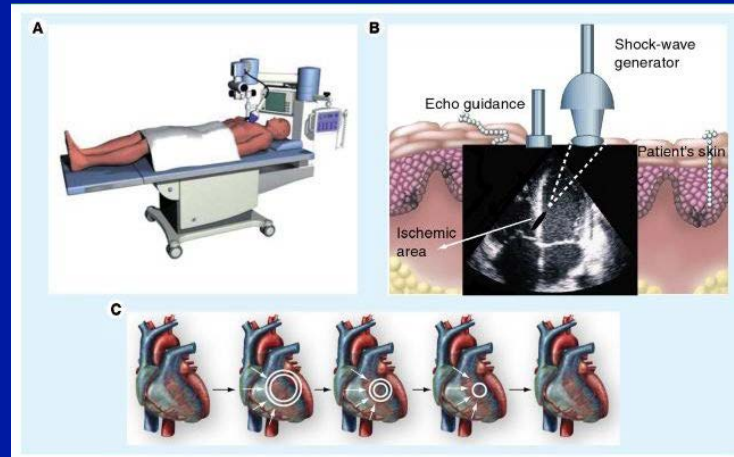 A
B
Shock-wave
generator
Echo guidance
Patient's skin
Ischemic
area
C